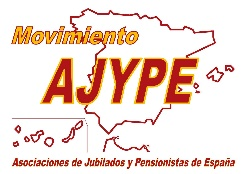 Movimiento
AJYPE
Asociaciones de Jubilados y Pensionistas de España